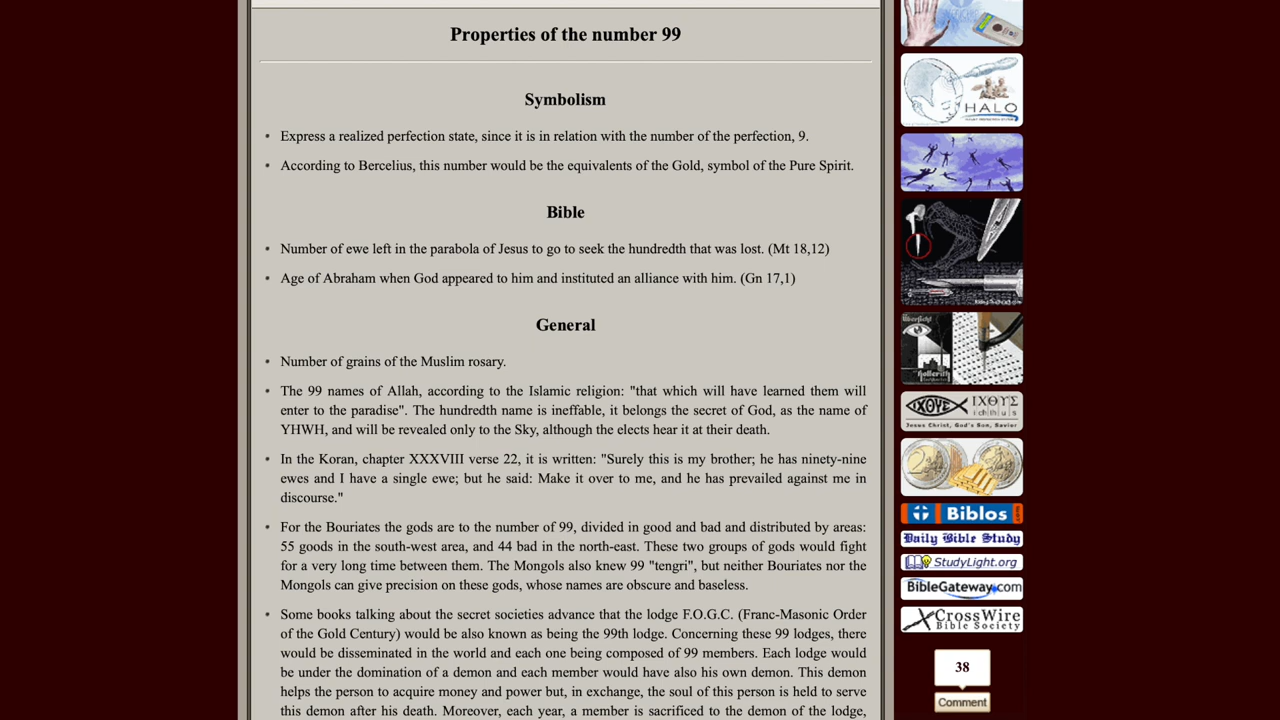 Properties of the number 99
Symbolism
Express a realized perfection state, since it is in relation with the number of the perfection, 9.
According to Bercelius, this number would be the equivalents of the Gold, symbol of the Pure Spirit.
Bible
Number of ewe left in the parabola of Jesus to go to seek the hundredth that was lost. (Mt 18,12)
Age of Abraham when God appeared to him and instituted an alliance with him. (Gn 17,1)
General
Number of grains of the Muslim rosary.
The 99 names of Allah, according to the Islamic religion: "that which will have learned them will
enter to the paradise". The hundredth name is ineffable, it belongs the secret of God, as the name of
YHWH, and will be revealed only to the Sky, although the elects hear it at their death.
In the Koran, chapter XXXVIII verse 22, it is written: "Surely this is my brother; he has ninety-nine
ewes and I have a single ewe; but he said: Make it over to me, and he has prevailed against me in
discourse."
For the Bouriates the gods are to the number of 99, divided in good and bad and distributed by areas:
55 goods in the south-west area, and 44 bad in the north-east. These two groups of gods would fight
for a very long time between them. The Mongols also knew 99 "tengri", but neither Bouriates nor the
Mongols can give precision on these gods, whose names are obscure and baseless.
Some books talking about the secret societies advance that the lodge F.O.G.C. (Franc-Masonic Order
of the Gold Century) would be also known as being the 99th lodge. Concerning these 99 lodges, there
would be disseminated in the world and each one being composed of 99 members. Each lodge would
be under the domination of a demon and each member would have also his own demon. This demon
helps the person to acquire money and power but, in exchange, the soul of this person is held to serve
this demon after his death. Moreover, each year, a member is sacrificed to the demon of the lodge,
HALO
ΙΧΘΥΣ
ΙΧΘΥΣ
i c h t h u s
Jesus Christ, God's Son, Savior
2
2
Biblos.com
Daily Bible Study
StudyLight.org
BibleGateway.com
CrossWire
Bible Society
38
Comment